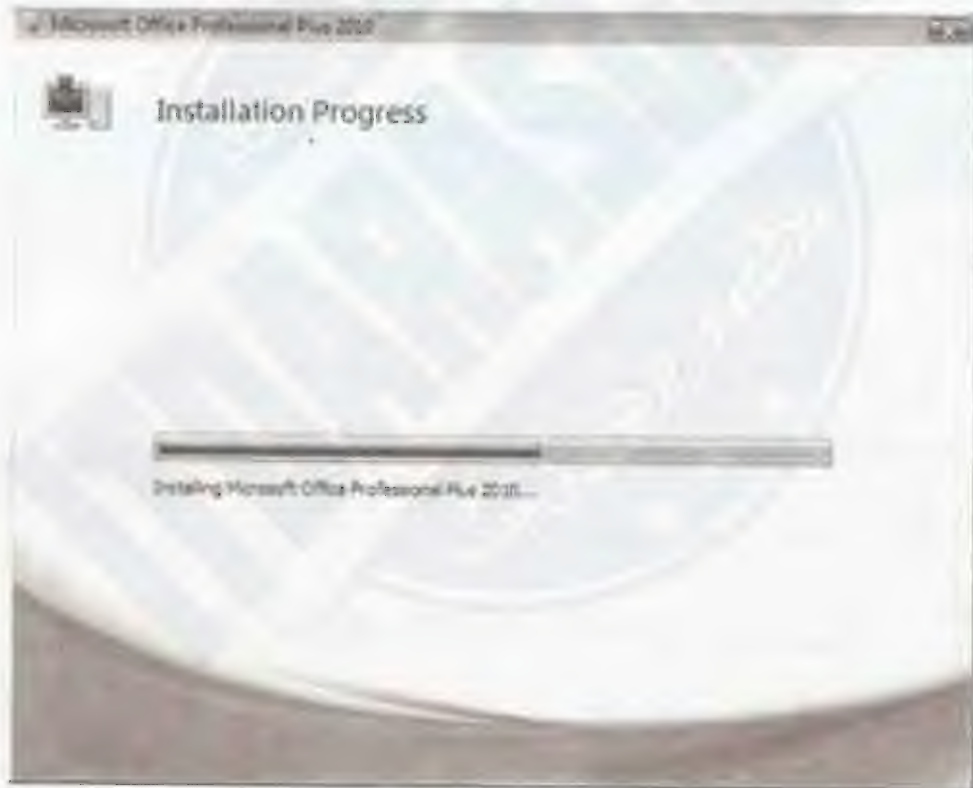 Microsoft Office Professional Plus 2010
Installation Progress
Installing Microsoft Office Professional Plus 2010...